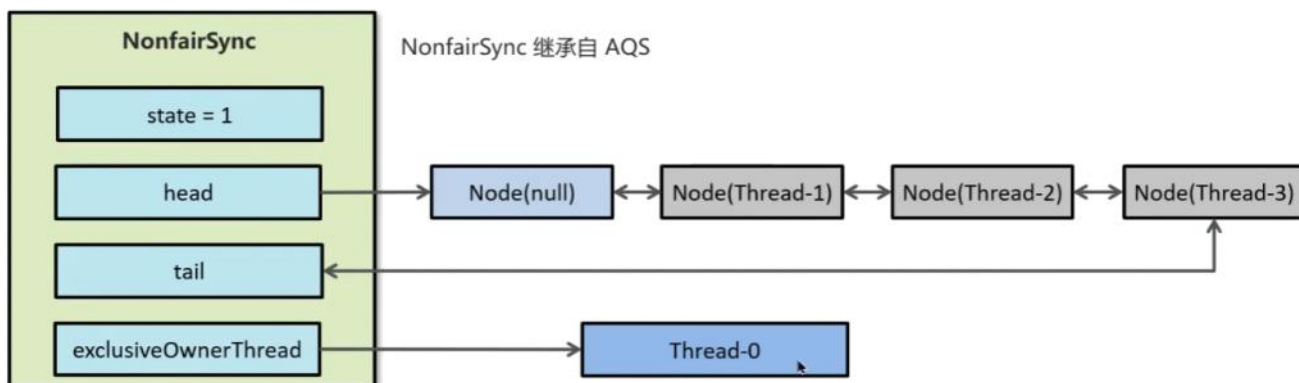 NonfairSync
NonfairSync 继承自 AQS
state = 1
head
Node(null)
Node(Thread-1)
Node(Thread-2)
Node(Thread-3)
tail
exclusiveOwnerThread
Thread-0